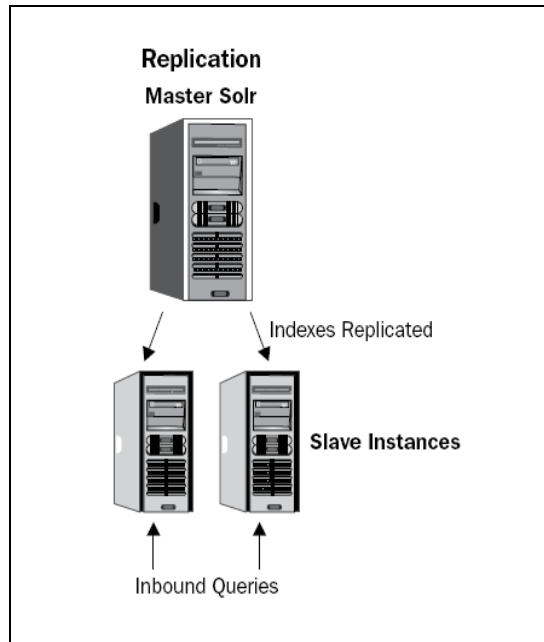 Replication
Master Solr
Indexes Replicated
Slave Instances
Inbound Queries